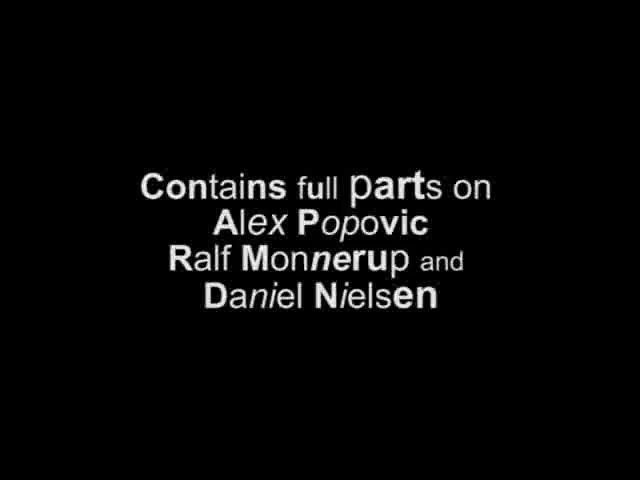 Contains full parts on
Alex Popovic
Ralf Monnerup and
Daniel Nielsen